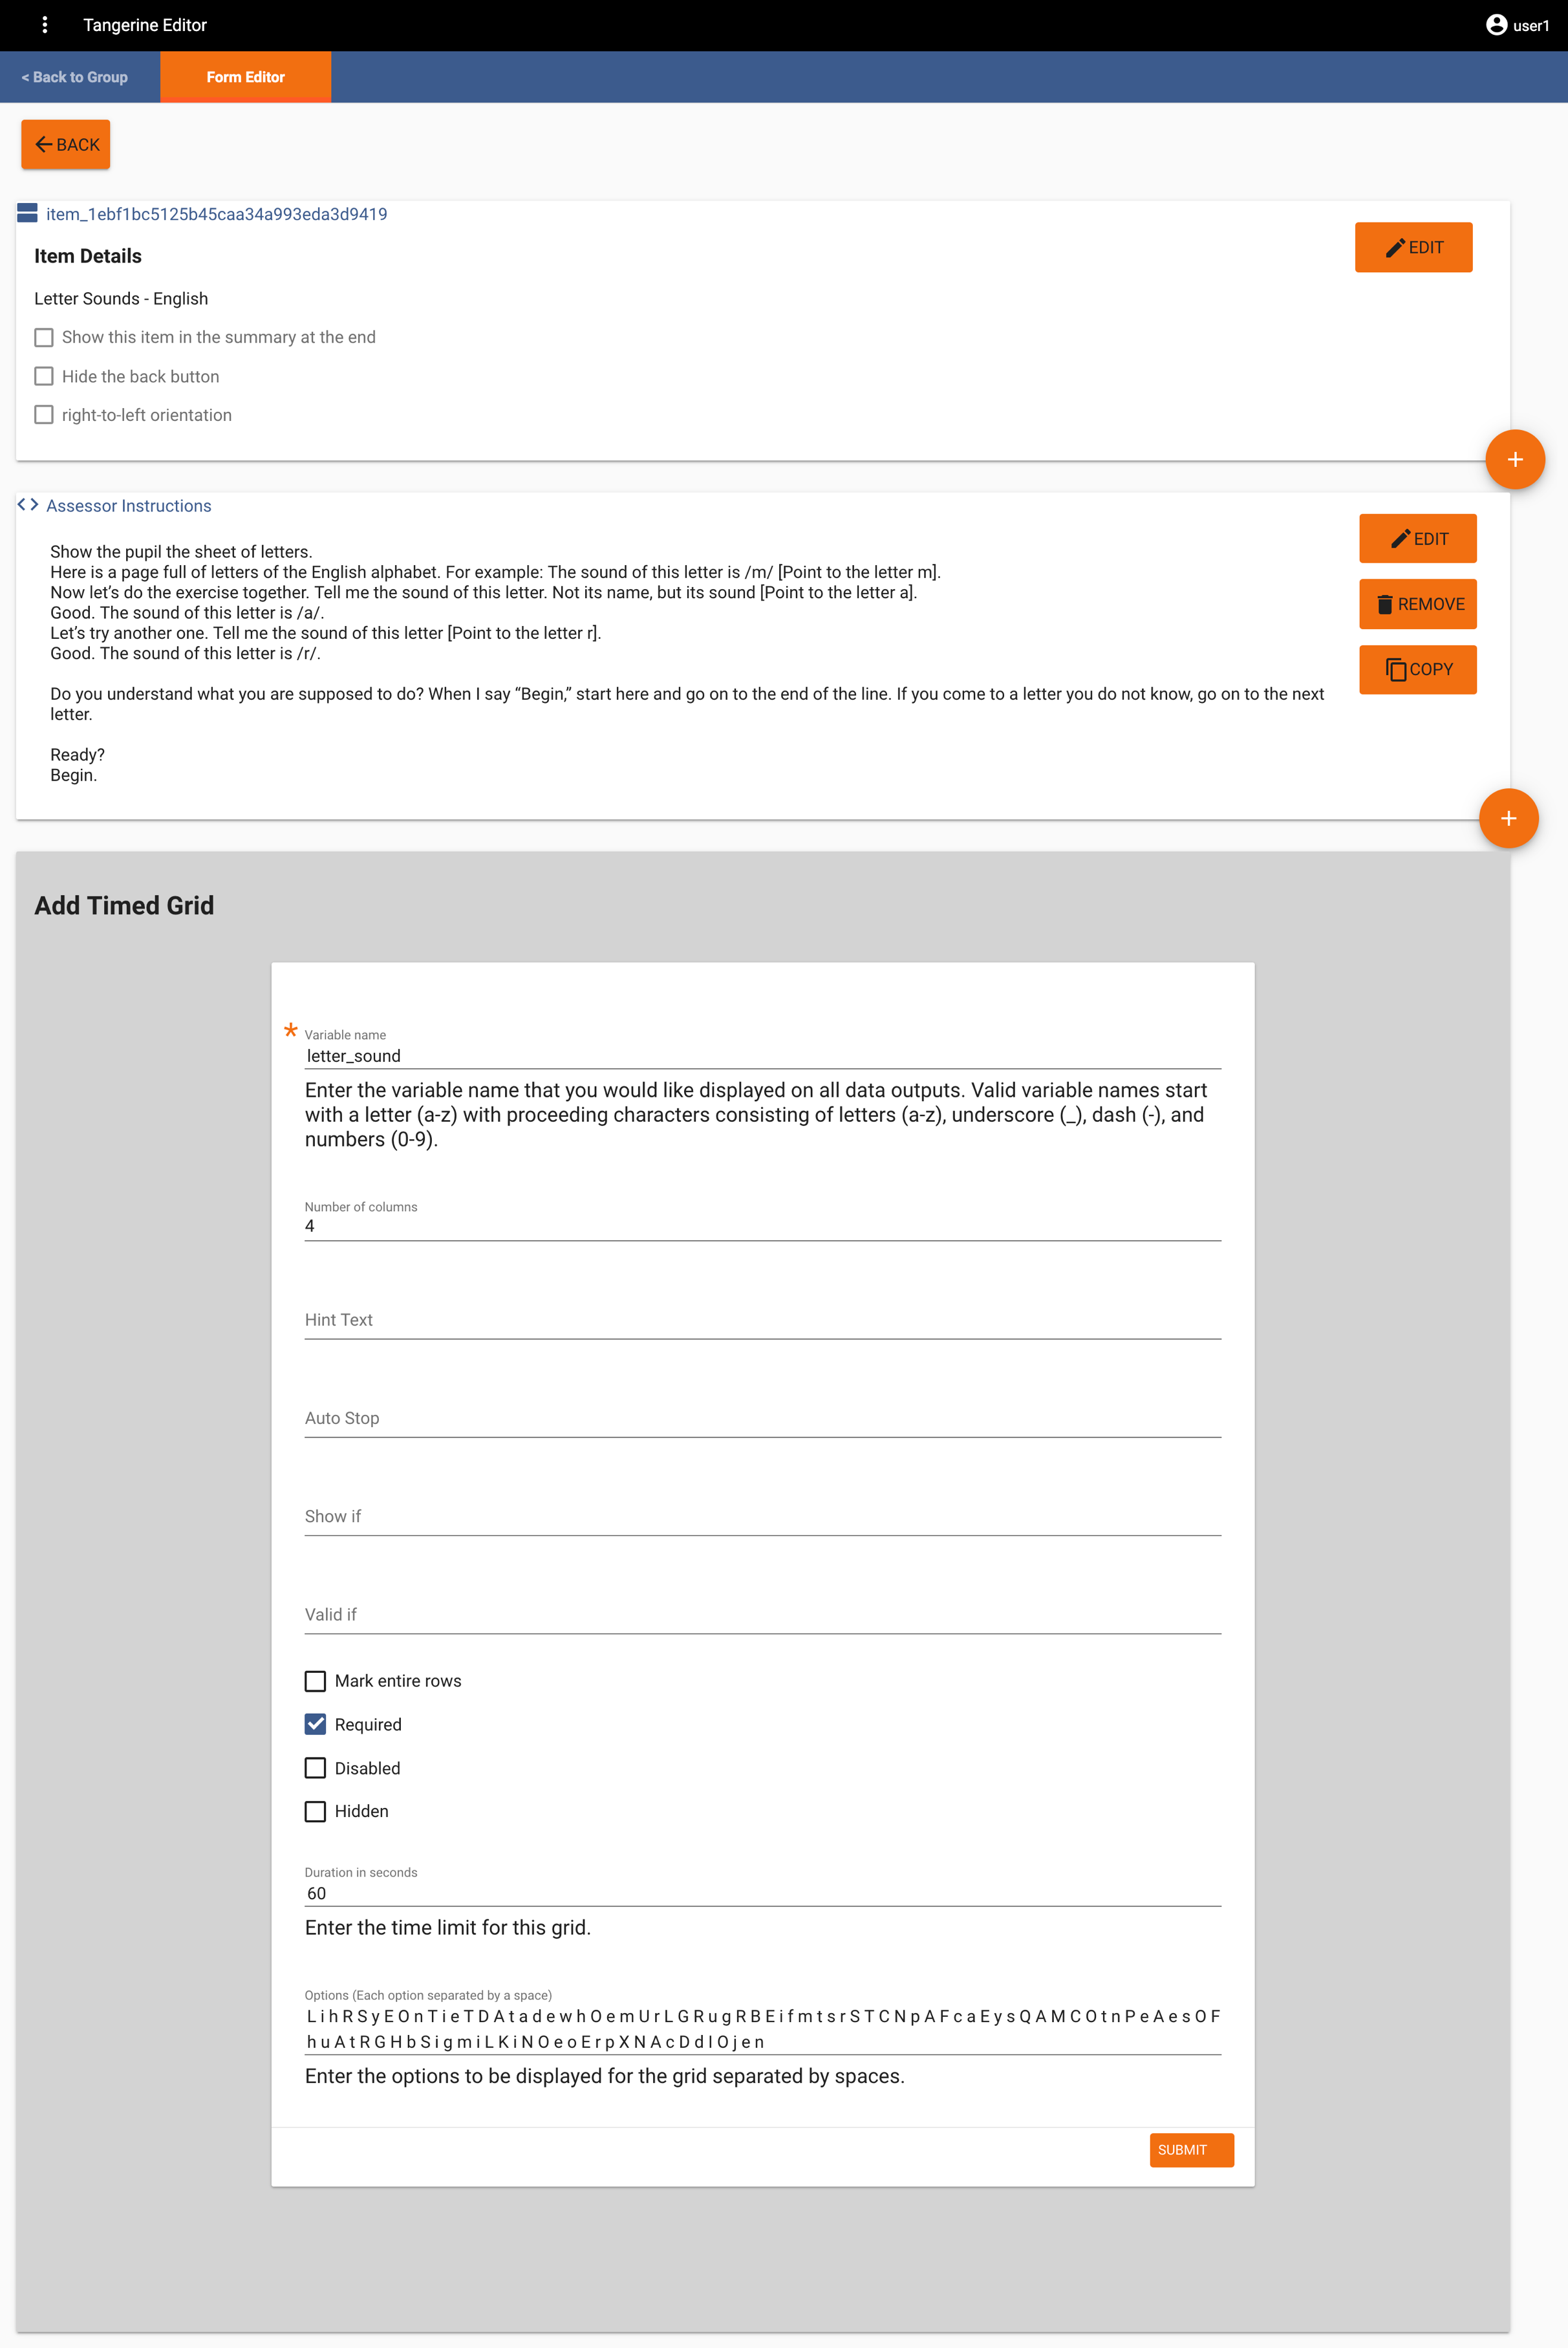 Tangerine Editor
user1
< Back to Group
Form Editor
BACK
item_1ebf1bc5125b45caa34a993eda3d9419
EDIT
Item Details
Letter Sounds - English
Show this item in the summary at the end
Hide the back button
right-to-left orientation
+
<> Assessor Instructions
EDIT
REMOVE
COPY
Show the pupil the sheet of letters.
Here is a page full of letters of the English alphabet. For example: The sound of this letter is /m/ [Point to the letter m].
Now let’s do the exercise together. Tell me the sound of this letter. Not its name, but its sound [Point to the letter a].
Good. The sound of this letter is /a/.
Let’s try another one. Tell me the sound of this letter [Point to the letter r].
Good. The sound of this letter is /r/.
Do you understand what you are supposed to do? When I say “Begin,” start here and go on to the end of the line. If you come to a letter you do not know, go on to the next
letter.
Ready?
Begin.
+
Add Timed Grid
* Variable name
letter_sound
Enter the variable name that you would like displayed on all data outputs. Valid variable names start
with a letter (a-z) with proceeding characters consisting of letters (a-z), underscore (_), dash (-), and
numbers (0-9).
Number of columns
4
Hint Text
Auto Stop
Show if
Valid if
Mark entire rows
Required
Disabled
Hidden
Duration in seconds
60
Enter the time limit for this grid.
Options (Each option separated by a space)
L i h R S y E O n T i e T D A t a d e w h O e m U r L G R u g R B E i f m t s r S T C N p A F c a E y s Q A M C O t n P e A e s O F
h u A t R G H b S i g m i L K i N O e o E r p X N A c D d I O j e n
Enter the options to be displayed for the grid separated by spaces.
SUBMIT